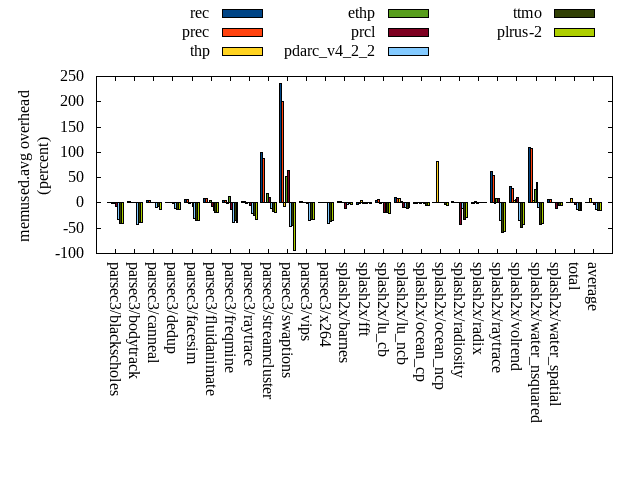 rec
prec
thp
ethp
prcl
pdarc_v4_2_2
ttmo
plrus-2
memused.avg overhead
(percent)
250
200
150
100
50
0
-50
-100
parsec3/blackscholes
parsec3/bodytrack
parsec3/canneal
parsec3/dedup
parsec3/facesim
parsec3/fluidanimate
parsec3/freqmine
parsec3/raytrace
parsec3/streamcluster
parsec3/swaptions
parsec3/vips
parsec3/x264
splash2x/barnes
splash2x/fft
splash2x/lu_cb
splash2x/lu_ncb
splash2x/ocean_cp
splash2x/ocean_ncp
splash2x/radiosity
splash2x/radix
splash2x/raytrace
splash2x/volrend
splash2x/water_nsquared
splash2x/water_spatial
total
average